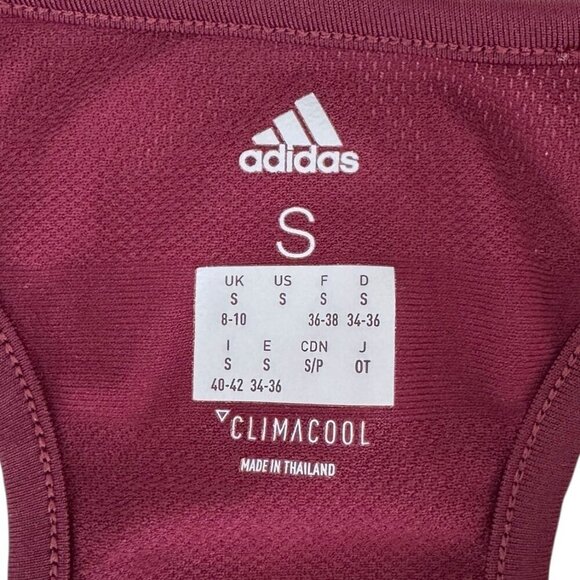 adidas
S
UK US F D
S S S S
8-10 36-38 34-36
I E CDN J
S S S/P OT
40-42 34-36
CLIMACOOL
MADE IN THAILAND